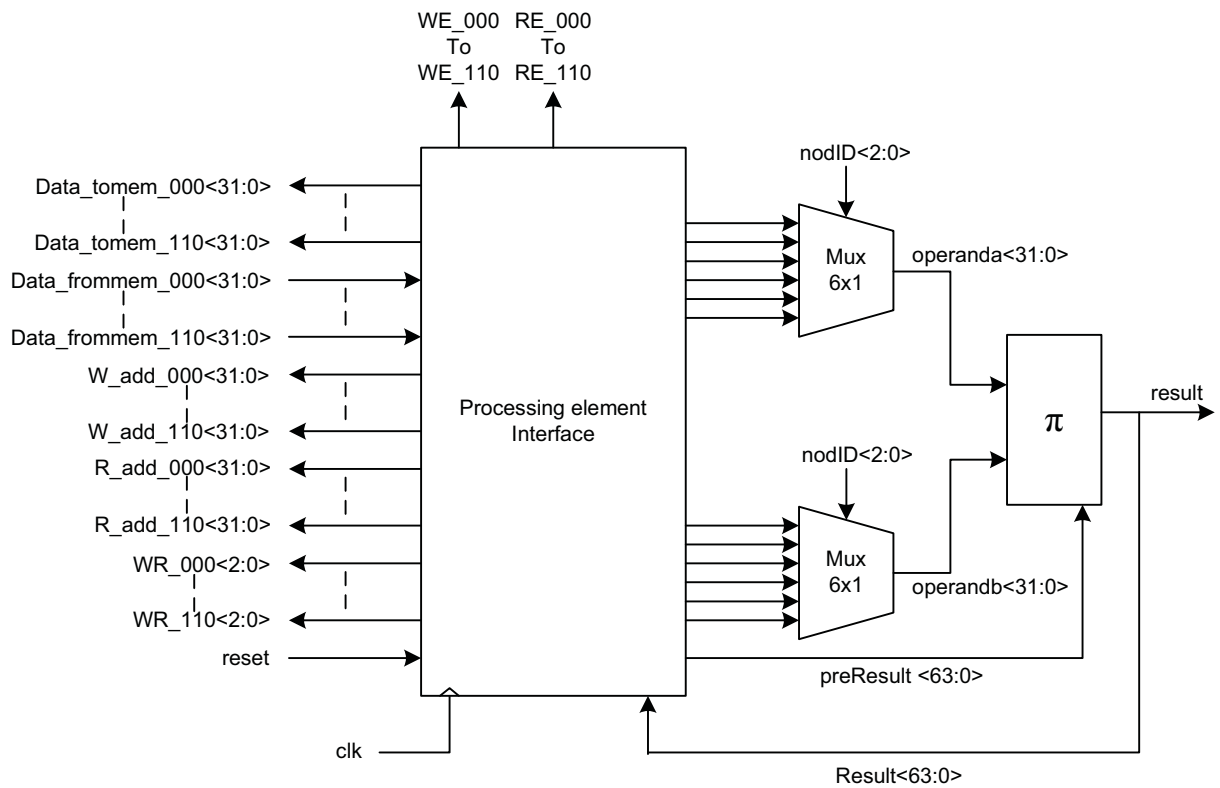 WE_000 RE_000
To To
WE_110 RE_110
nodID<2:0>
Data_tomem_000<31:0>
Data_tomem_110<31:0>
Data_frommem_000<31:0>
Data_frommem_110<31:0>
W_add_000<31:0>
W_add_110<31:0>
R_add_000<31:0>
R_add_110<31:0>
WR_000<2:0>
WR_110<2:0>
reset
clk
Processing element
Interface
Mux
6x1
operanda<31:0>
nodID<2:0>
Mux
6x1
operandb<31:0>
π
result
preResult <63:0>
Result<63:0>